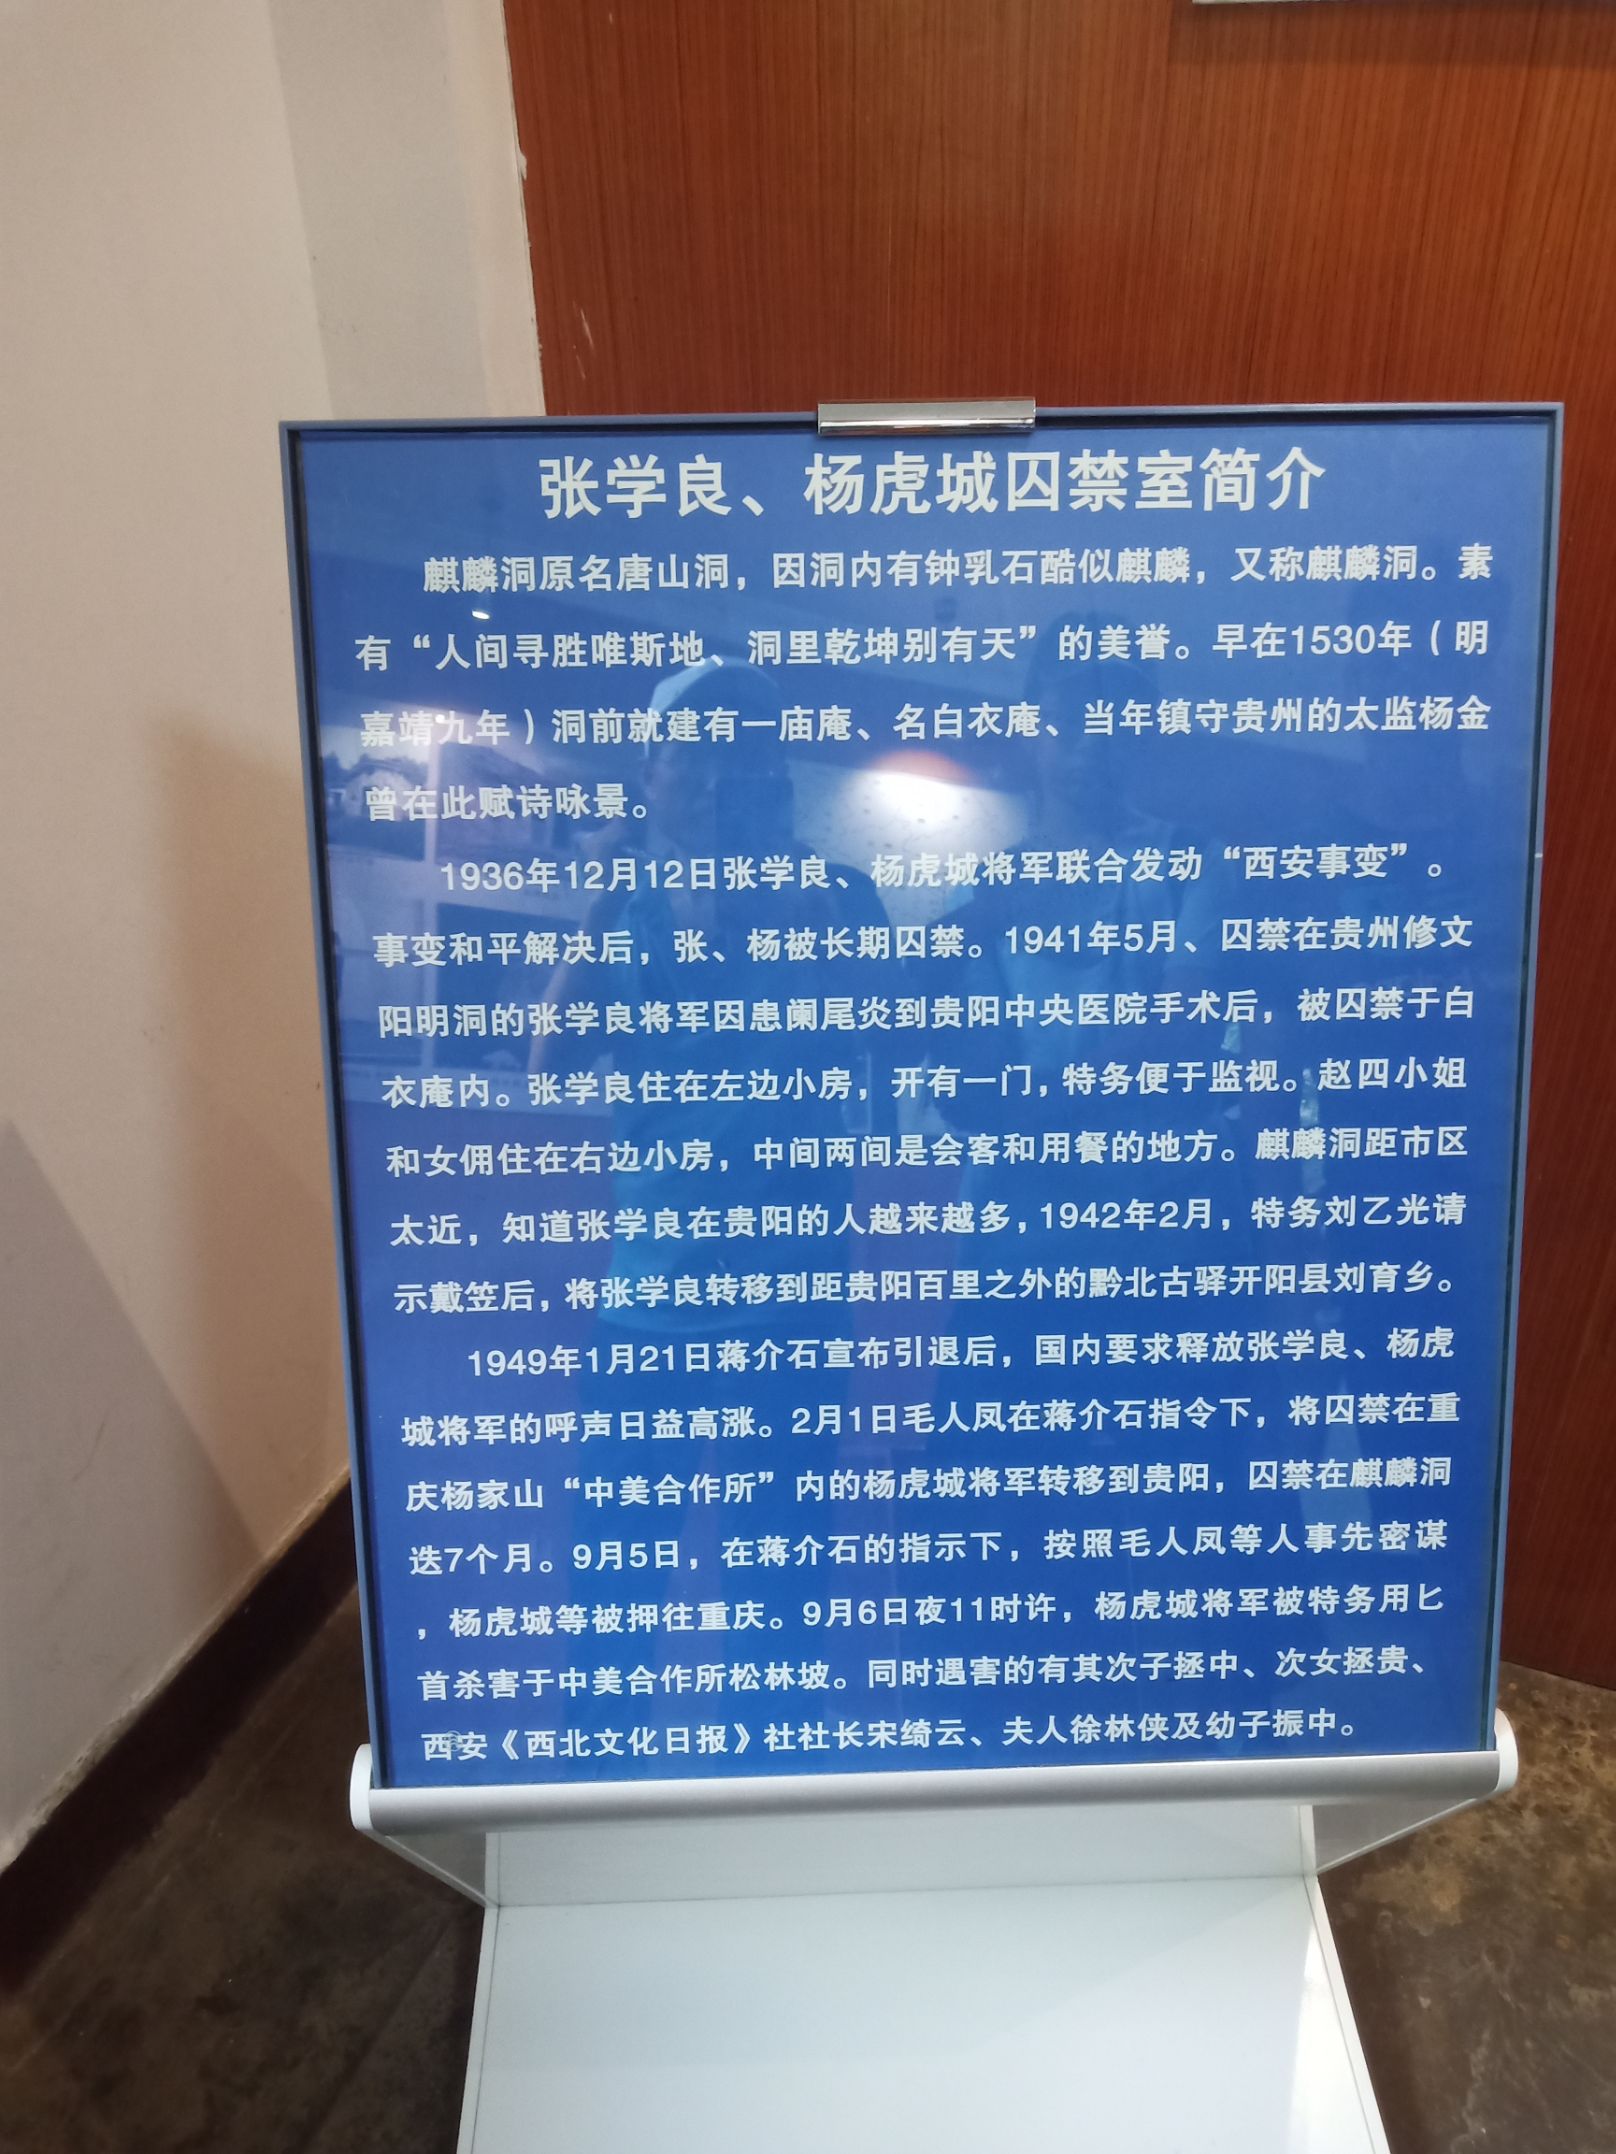 张学良、杨虎城囚禁室简介
麒麟洞原名唐山洞，因洞内有钟乳石酷似麒麟，又称麒麟洞。素
有“人间寻胜唯斯地、洞里乾坤别有天”的美誉。早在1530年（明
嘉靖九年）洞前就建有一庙庵、名白衣庵、当年镇守贵州的太监杨金
曾在此赋诗咏景。
1936年12月12日张学良、杨虎城将军联合发动“西安事变”。
事变和平解决后，张、杨被长期囚禁。1941年5月、囚禁在贵州修文
阳明洞的张学良将军因患阑尾炎到贵阳中央医院手术后，被囚禁于白
衣庵内。张学良住在左边小房，开有一门，特务便于监视。赵四小姐
和女佣住在右边小房，中间两间是会客和用餐的地方。麒麟洞距市区
太近，知道张学良在贵阳的人越来越多，1942年2月，特务刘乙光请
示戴笠后，将张学良转移到距贵阳百里之外的黔北古驿开阳县刘育乡。
1949年1月21日蒋介石宣布引退后，国内要求释放张学良、杨虎
城将军的呼声日益高涨。2月1日毛人凤在蒋介石指令下，将囚禁在重
庆杨家山“中美合作所”内的杨虎城将军转移到贵阳，囚禁在麒麟洞
迭7个月。9月5日，在蒋介石的指示下，按照毛人凤等人事先密谋
，杨虎城等被押往重庆。9月6日夜11时许，杨虎城将军被特务用匕
首杀害于中美合作所松林坡。同时遇害的有其次子拯中、次女拯贵、
西安《西北文化日报》社社长宋绮云、夫人徐林侠及幼子振中。